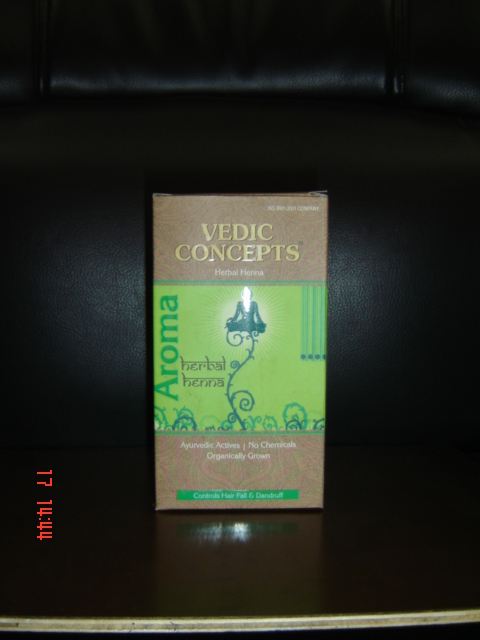 VEDIC
CONCEPTS
Herbal Henna
Aroma
herbal
henna
Ayurvedic Actives | No Chemicals
Organically Grown
Controls Hair Fall & Dandruff
17 14:44